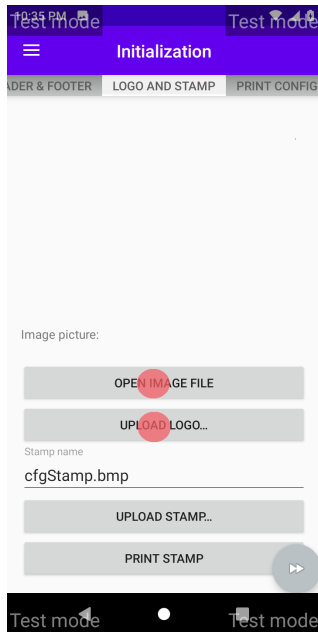 10:35 PM
Test mode Test mode
Initialization
ADER & FOOTER LOGO AND STAMP PRINT CONFIG
Image picture:
OPEN IMAGE FILE
UPLOAD LOGO...
Stamp name
cfgStamp.bmp
UPLOAD STAMP...
PRINT STAMP
Test mode Test mode